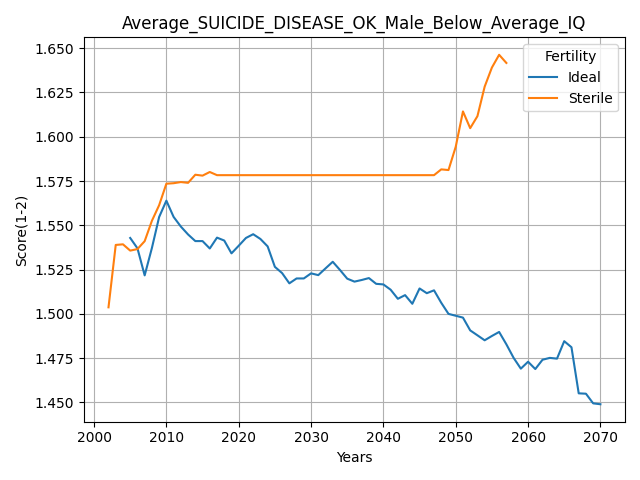 Average_SUICIDE_DISEASE_OK_Male_Below_Average_IQ
Fertility
Ideal
Sterile
Score(1-2)
1.650
1.625
1.600
1.575
1.550
1.525
1.500
1.475
1.450
2000 2010 2020 2030 2040 2050 2060 2070
Years